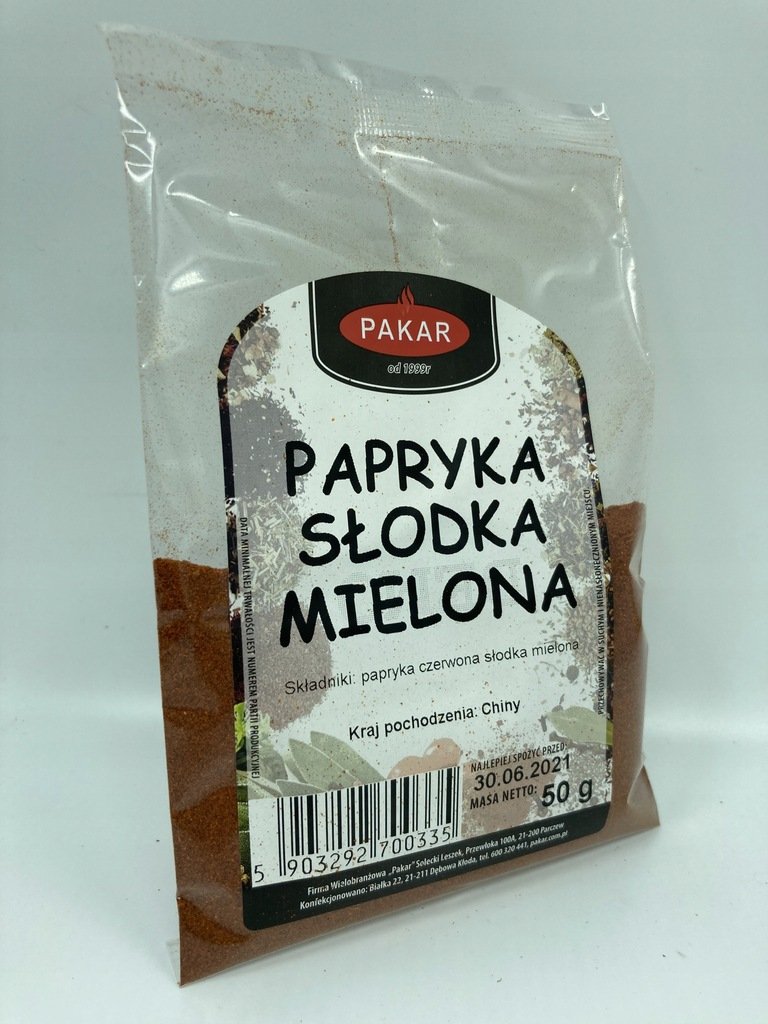 PAKAR
od 1999r
PAPRYKA
SŁODKA
MIELONA
Składniki: papryka czerwona słodka mielona
Kraj pochodzenia: Chiny
DATA MINIMALNEJ TRWAŁOŚCI JEST NUMEREM PARTII PRODUKCYJNEJ
PRZECHOWYWAĆ W SUCHYM I NIENASŁONECZNIONYM MIEJSCU
NAJLEPIEJ SPOŻYĆ PRZED:
30.06.2021
MASA NETTO: 50 g
5 903292 700335
Firma Wielobranżowa „Pakar" Solecki Leszek, Przewłoka 100A, 21-200 Parczew
Konfekcjonowano: Białka 22, 21-211 Dębowa Kłoda, tel. 600 320 441, pakar.com.pl